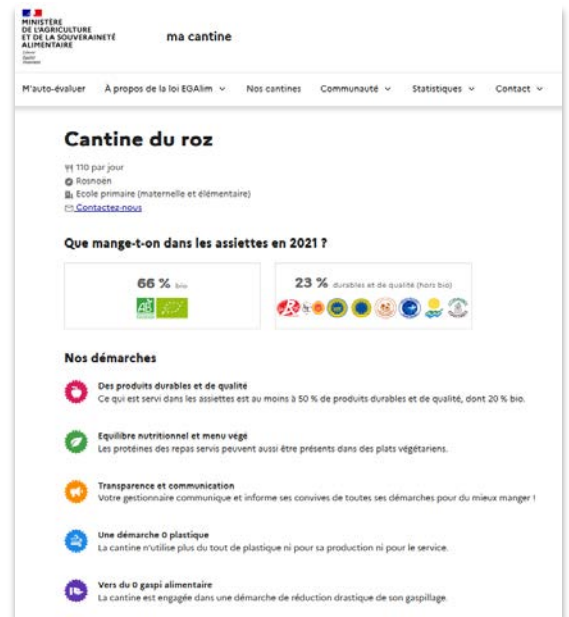 MINISTÈRE
DE L'AGRICULTURE
ET DE LA SOUVERAINETÉ
ALIMENTAIRE
ma cantine
M'auto-évaluer À propos de la loi EGAlim Nos cantines Communauté Statistiques Contact
Cantine du roz
110 par jour
Rosnoën
Ecole primaire (maternelle et élémentaire)
Contactez-nous
Que mange-t-on dans les assiettes en 2021 ?
66 % bio
23 % durables et de qualité (hors bio)
AB
Nos démarches
Des produits durables et de qualité
Ce qui est servi dans les assiettes est au moins à 50 % de produits durables et de qualité, dont 20 % bio.
Equilibre nutritionnel et menu végé
Les protéines des repas servis peuvent aussi être présents dans des plats végétariens.
Transparence et communication
Votre gestionnaire communique et informe ses convives de toutes ses démarches pour du mieux manger !
Une démarche 0 plastique
La cantine n'utilise plus du tout de plastique ni pour sa production ni pour le service.
Vers du 0 gaspi alimentaire
La cantine est engagée dans une démarche de réduction drastique de son gaspillage.